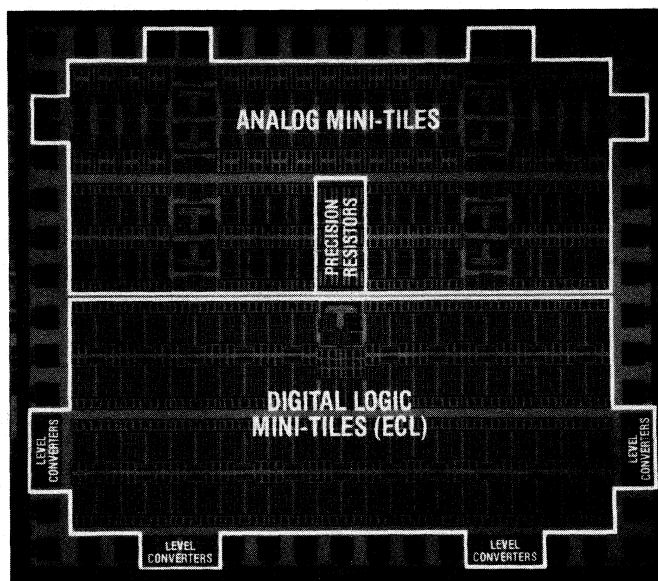 ANALOG MINI-TILES
PRECISION
RESISTORS
DIGITAL LOGIC
MINI-TILES (ECL)
LEVEL
CONVERTERS
LEVEL
CONVERTERS
LEVEL
CONVERTERS
LEVEL
CONVERTERS